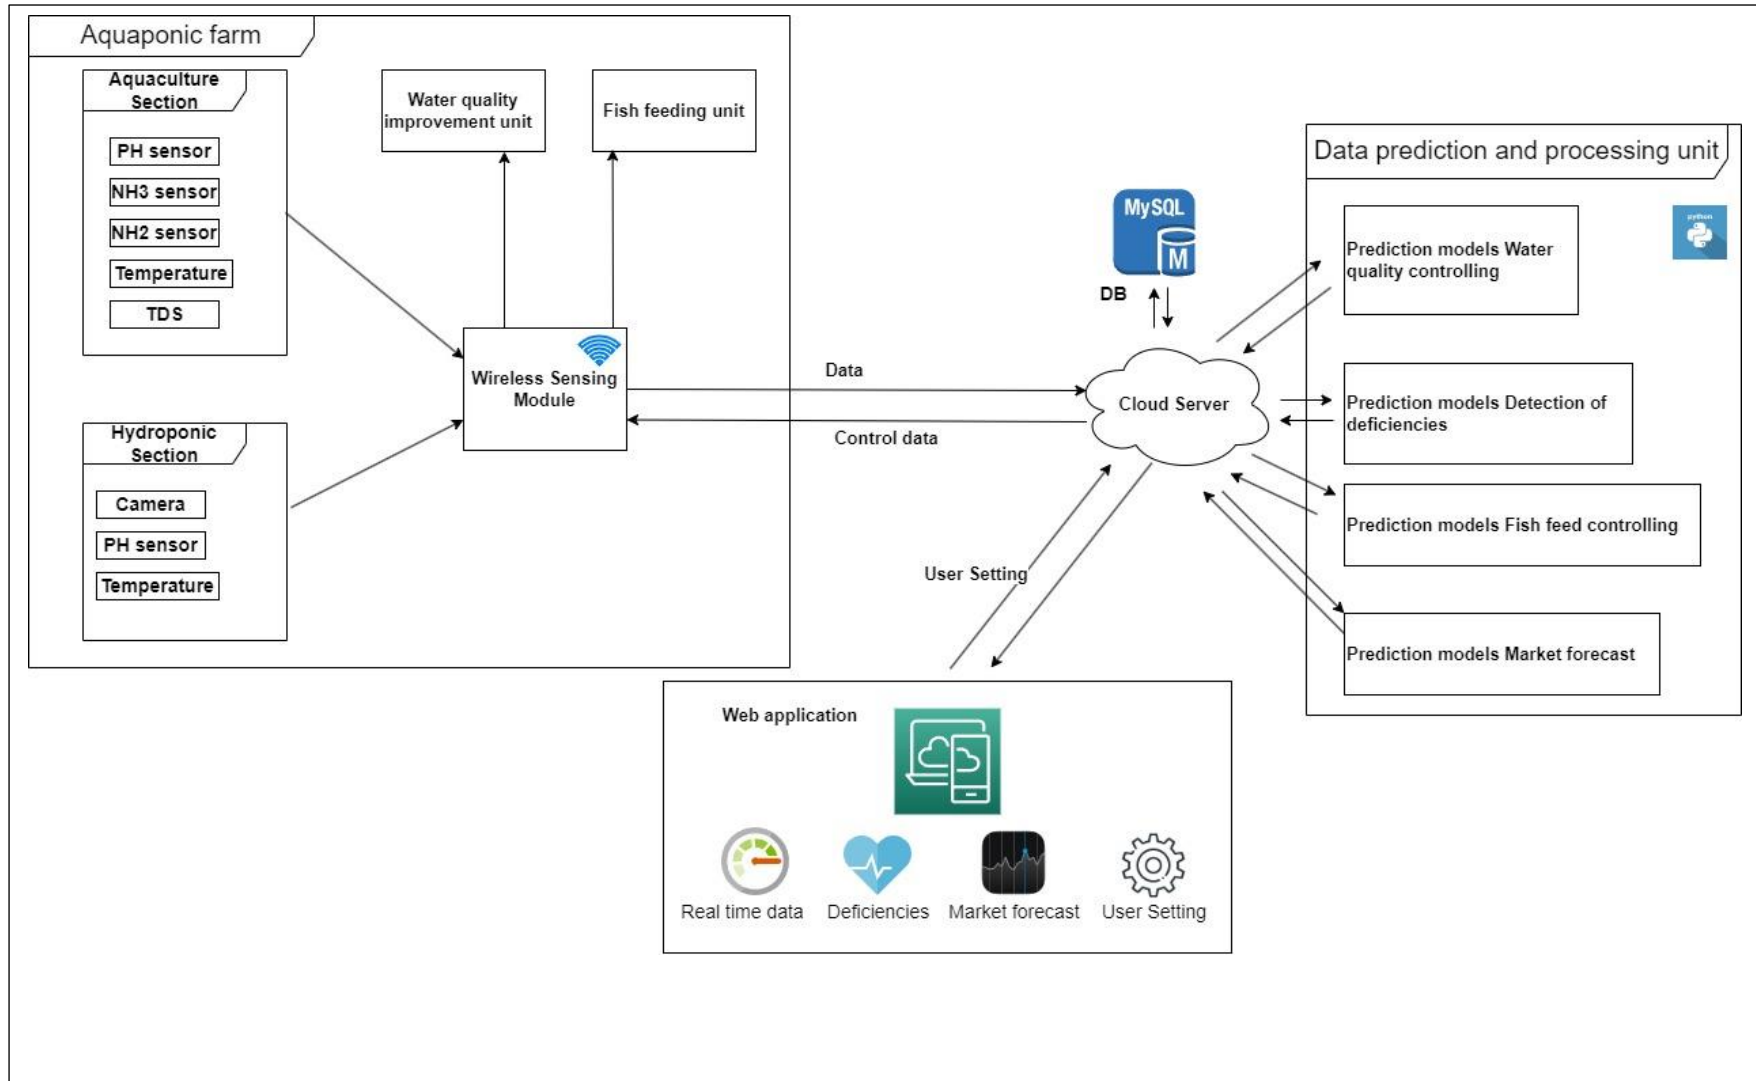 Aquaponic farm
Aquaculture
Section
PH sensor
NH3 sensor
NH2 sensor
Temperature
TDS
Water quality
improvement unit
Fish feeding unit
Wireless Sensing
Module
Hydroponic
Section
Camera
PH sensor
Temperature
Data
Control data
MySQL
M
DB
Cloud Server
User Setting
Data prediction and processing unit
python
Prediction models Water
quality controlling
Prediction models Detection of
deficiencies
Prediction models Fish feed controlling
Prediction models Market forecast
Web application
Real time data
Deficiencies
Market forecast
User Setting